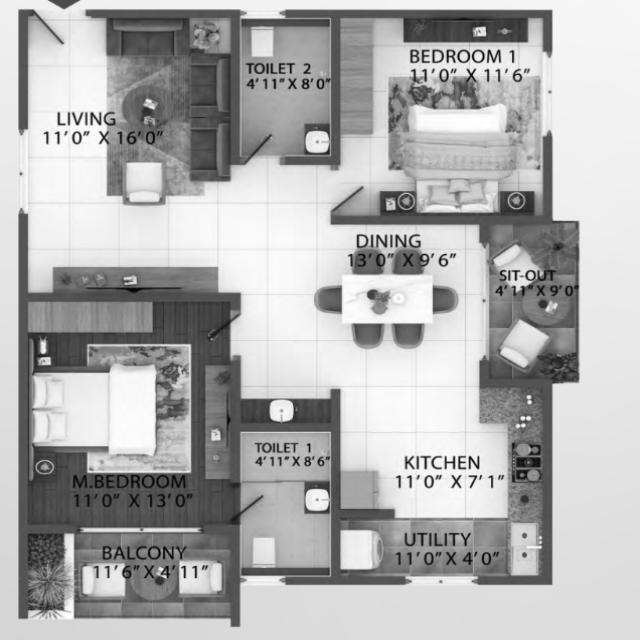 LIVING
11'0" X 16'0"
TOILET 2
4'11" X 8'0"
BEDROOM 1
11'0" X 11'6"
DINING
13'0" X 9'6"
SIT-OUT
4'11" X 9'0"
M.BEDROOM
11'0" X 13'0"
TOILET 1
4'11" X 8'6"
KITCHEN
11'0" X 7'1"
UTILITY
11'0" X 4'0"
BALCONY
11'6" X 4'11"